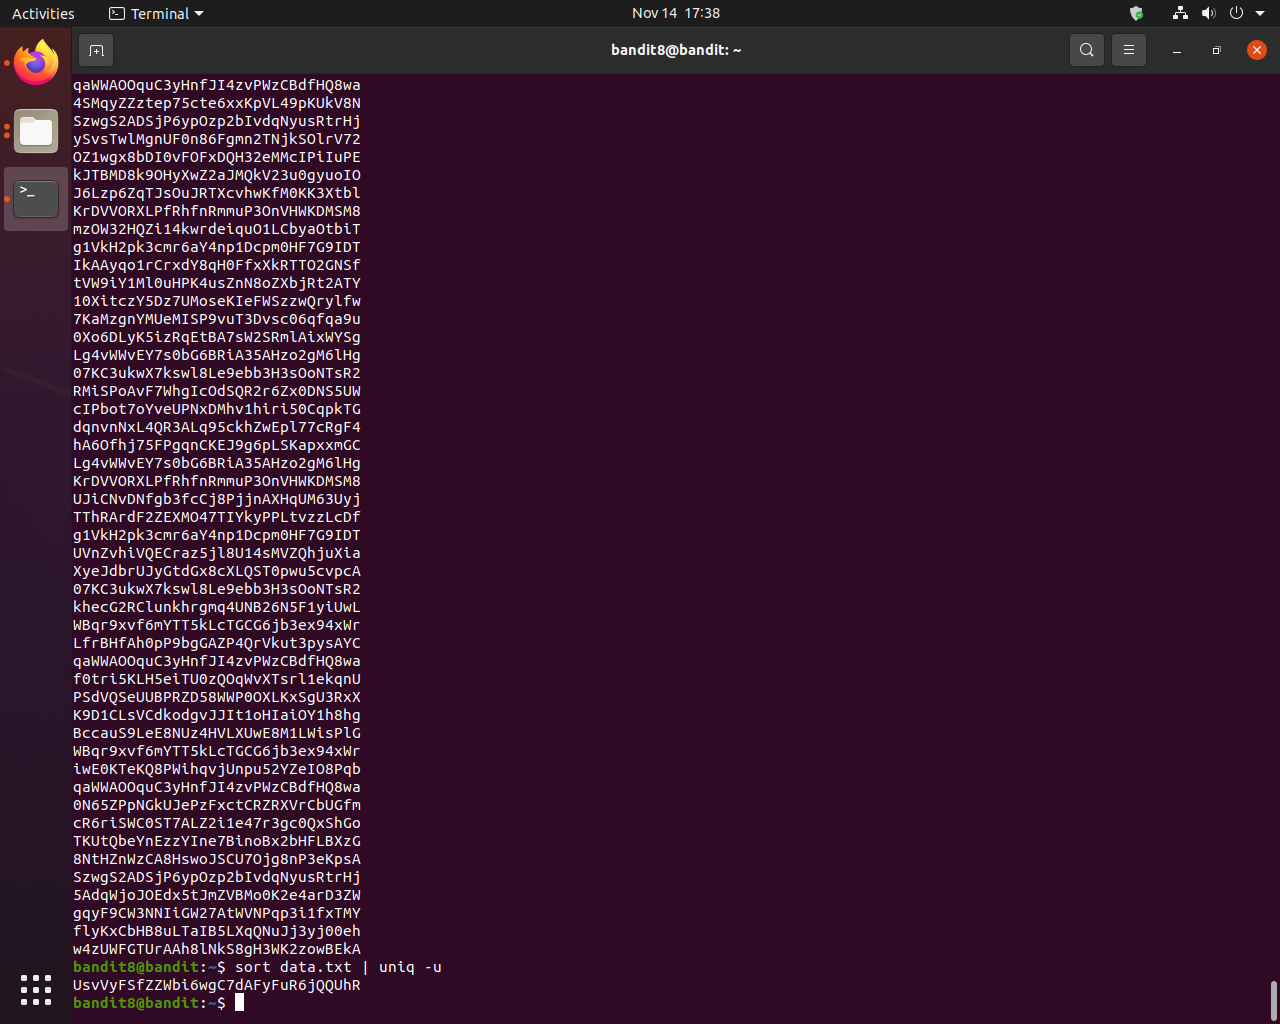 Activities
Terminal
Nov 14 17:38
bandit8@bandit: ~
qaWWAOOquC3yHnfJI4zvPWzCBdfHQ8wa
4SMqyZZztep75cte6xxKpVL49pKUkV8N
SzwgS2ADSjP6ypOzp2bIvdqNyusRtrHj
ySvsTwlMgnUF0n86Fgmn2TNjkSOlrV72
OZ1wgx8bDI0vFOFxDQH32eMMcIPiIuPE
kJTBMD8k9OHyXwZ2aJMQkV23u0gyuoIO
J6Lzp6ZqTJsOuJRTXcvhwKfM0KK3Xtbl
KrDVVORXLPfRhfnRmmuP3OnVHWKDMSM8
mzOW32HQZi14kwrdeiquO1LCbyaOtbiT
g1VkH2pk3cmr6aY4np1Dcpm0HF7G9IDT
IkAAyqo1rCrxdY8qH0FfxXkRTTO2GNSf
tVW9iY1Ml0uHPK4usZnN8oZXbjRt2ATY
10XitczY5Dz7UMoseKIeFWSzzwQrylfw
7KaMzgnYMUeMISP9vuT3Dvsc06qfqa9u
0Xo6DLyK5izRqEtBA7sW2SRmlAixWYSg
Lg4vWWvEY7s0bG6BRiA35AHzo2gM6lHg
07KC3ukwX7kswl8Le9ebb3H3sOoNTsR2
RMiSPoAvF7WhgIcOdSQR2r6Zx0DNS5UW
cIPbot7oYveUPNxDMhv1hiri50CqpkTG
dqnvnNxL4QR3ALq95ckhZwEpl77cRgF4
hA6Ofhj75FPgqnCKEJ9g6pLSKapxxmGC
Lg4vWWvEY7s0bG6BRiA35AHzo2gM6lHg
KrDVVORXLPfRhfnRmmuP3OnVHWKDMSM8
UJiCNvDNfgb3fcCj8PjjnAXHqUM63Uyj
TThRArdF2ZEXMO47TIYkyPPLtvzzLcDf
g1VkH2pk3cmr6aY4np1Dcpm0HF7G9IDT
UVnZvhiVQECraz5jl8U14sMVZQhjuXia
XyeJdbrUJyGtdGx8cXLQST0pwu5cvpcA
07KC3ukwX7kswl8Le9ebb3H3sOoNTsR2
khecG2RClunkhrgmq4UNB26N5F1yiUwL
WBqr9xvf6mYTT5kLcTGCG6jb3ex94xWr
LfrBHfAh0pP9bgGAZP4QrVkut3pysAYC
qaWWAOOquC3yHnfJI4zvPWzCBdfHQ8wa
f0tri5KLH5eiTU0zQOqWvXTsrl1ekqnU
PSdVQSeUUBPRZD58WWP0OXLKxSgU3RxX
K9D1CLsVCdkodgvJJIt1oHIaiOY1h8hg
BccauS9LeE8NUz4HVLXUwE8M1LWisPlG
WBqr9xvf6mYTT5kLcTGCG6jb3ex94xWr
iwE0KTeKQ8PWihqvjUnpu52YZeIO8Pqb
qaWWAOOquC3yHnfJI4zvPWzCBdfHQ8wa
0N65ZPpNGkUJePzFxctCRZRXVrCbUGfm
cR6riSWC0ST7ALZ2i1e47r3gc0QxShGo
TKUtQbeYnEzzYIne7BinoBx2bHFLBXzG
8NtHZnWzCA8HswoJSCU7Ojg8nP3eKpsA
SzwgS2ADSjP6ypOzp2bIvdqNyusRtrHj
5AdqWjoJOEdx5tJmZVBMo0K2e4arD3ZW
gqyF9CW3NNIiGW27AtWVNPqp3i1fxTMY
flyKxCbHB8uLTaIB5LXqQNuJj3yj00eh
w4zUWFGTUrAAh8lNkS8gH3WK2zowBEkA
bandit8@bandit:~$ sort data.txt | uniq -u
UsvVyFSfZZWbi6wgC7dAFyFuR6jQQUhR
bandit8@bandit:~$